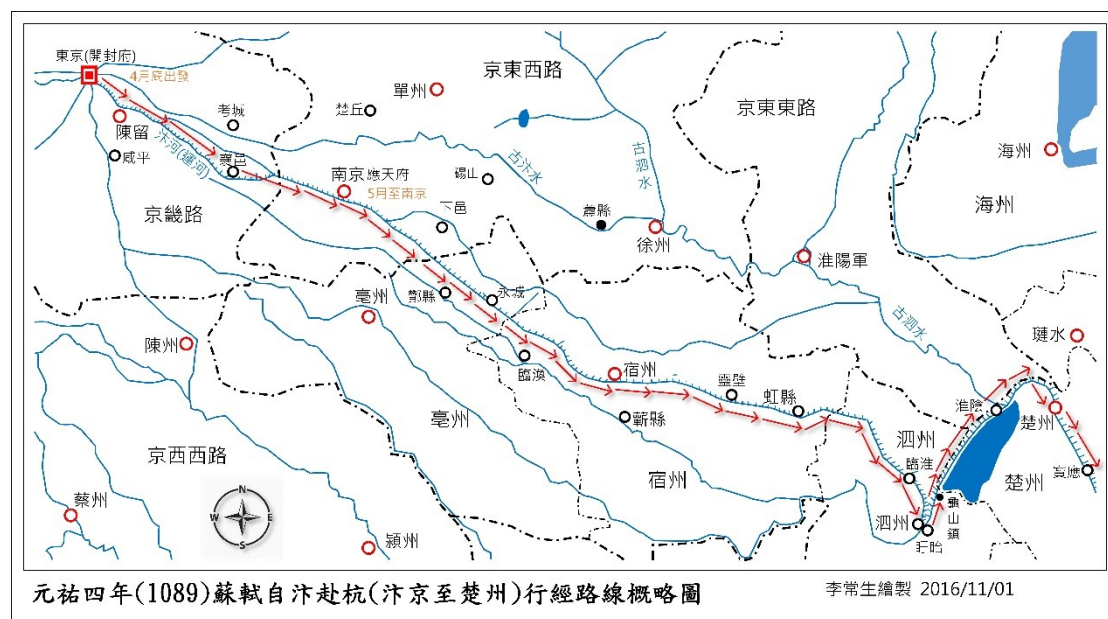 東京(開封府)
4月底出發
陳留
咸平
汴河(運河)
考城
襄邑
楚丘
單州
京東西路
京東東路
海州
海州
京畿路
南京應天府
5月至南京
碭山
下邑
古汴水
古泗水
蕭縣
徐州
淮陽軍
古泗水
漣水
陳州
亳州
酇縣
永城
臨渙
宿州
靈壁
虹縣
蘄縣
亳州
宿州
京西西路
蔡州
潁州
N
W
E
S
泗州
臨淮
泗州
盱眙
龜山鎮
淮陰
楚州
楚州
寶應
元祐四年(1089)蘇軾自汴赴杭(汴京至楚州)行經路線概略圖
李常生繪製 2016/11/01